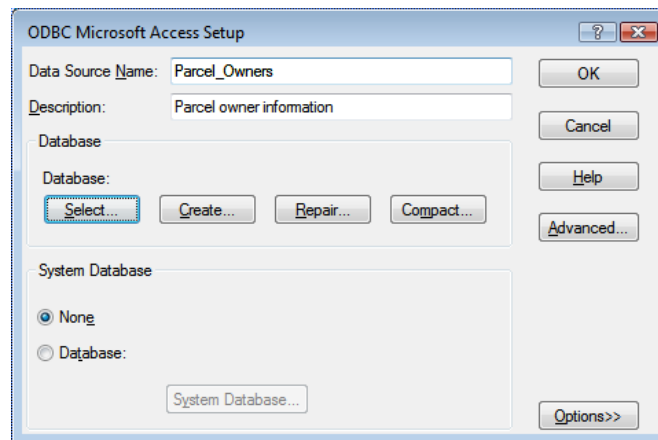 ODBC Microsoft Access Setup
Data Source Name: Parcel_Owners
OK
Description: Parcel owner information
Cancel
Database
Database:
Select... Create... Repair... Compact...
Help
Advanced...
System Database
None
Database:
System Database...
Options>>